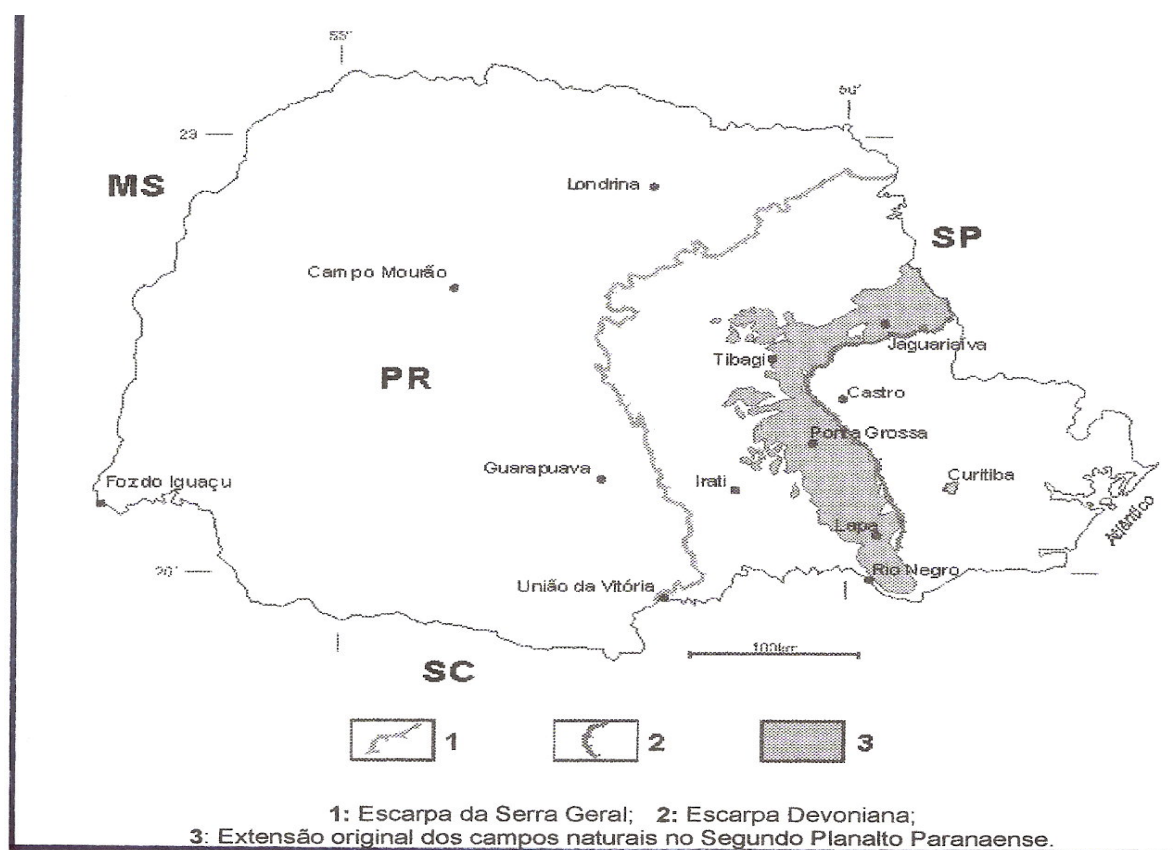 23
MS
Londrina
SP
Campo Mourão
Jaguariaíva
Tibagi
PR
Castro
Ponta Grossa
Guarapuava
Irati
Curitiba
Foz do Iguaçu
Lapa
Atlântico
Rio Negro
União da Vitória
100km
SC
1
2
3
1: Escarpa da Serra Geral; 2: Escarpa Devoniana;
3: Extensão original dos campos naturais no Segundo Planalto Paranaense.